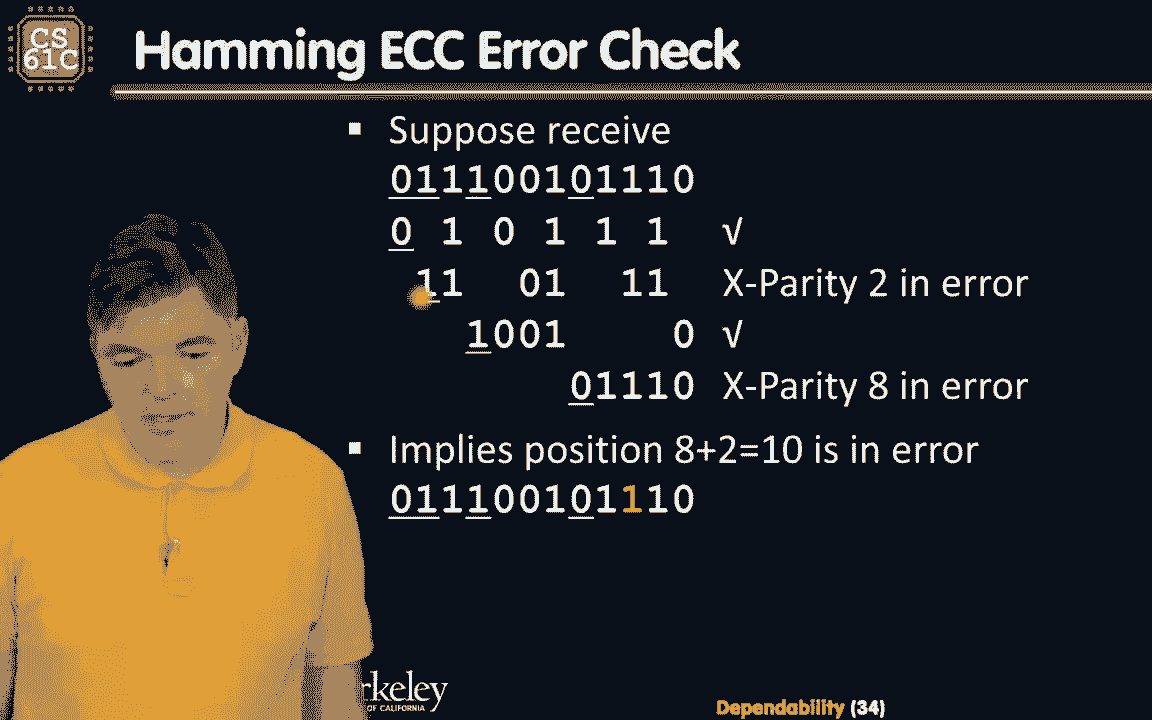 CS
61C
Hamming ECC Error Check
▪ Suppose receive
011100101110
0 1 0 1 1 1 √
11 01 11 X-Parity 2 in error
1001 0 √
01110 X-Parity 8 in error
▪ Implies position 8+2=10 is in error
011100101110
rkeley
OF CALIFORNIA
Dependability (34)